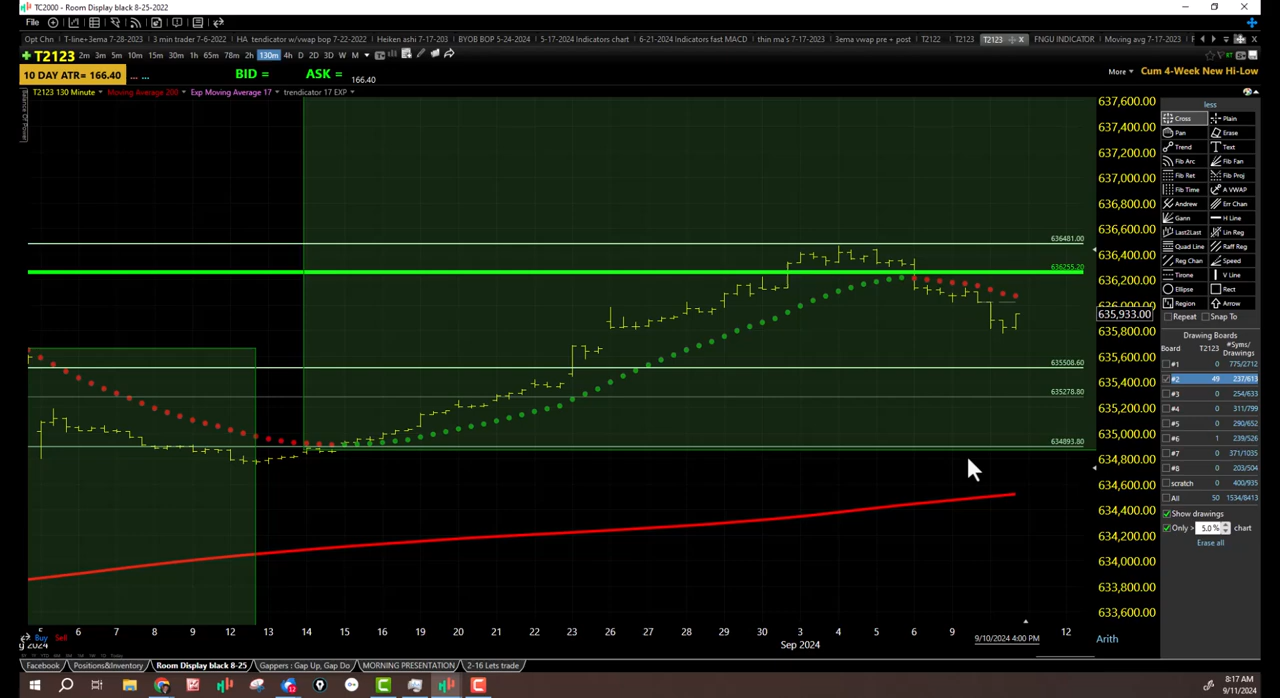 TC2000 - Room Display black 8-25-2022
File
Opt Chn T-line+3ema 7-28-2023 3 min trader 7-6-2022 HA tendicator w/vwap bop 7-22-2022 Heiken ashi 7-17-2023 BYOB BOP 5-24-2024 5-17-2024 Indicators chart 6-21-2024 Indicators fast MACD thin ma's 7-17-2023 3ema vwap pre + post T2122 T2123 T2123 FNGU INDICATOR Moving avg 7-17-2023
T2123 2m 3m 5m 10m 15m 30m 1h 65m 78m 2h 130m 4h D 2D 3D W M
10 DAY ATR= 166.40 ... ... BID = ASK = 166.40 More Cum 4-Week New Hi-Low
T2123 130 Minute Moving Average 200 Exp Moving Average 17 trendicator 17 EXP
Balance Of Power
637,600.00
637,400.00
637,200.00
637,000.00
636,800.00
636,600.00
636,400.00
636,200.00
636,000.00
635,933.00
635,800.00
635,600.00
635,400.00
635,200.00
635,000.00
634,800.00
634,600.00
634,400.00
634,200.00
634,000.00
633,800.00
633,600.00
636481.00
636255.20
635508.60
635278.80
634893.80
less
Cross Plain
Pan Erase
Trend Text
Fib Arc Fib Fan
Fib Ret Fib Proj
Fib Time A VWAP
Andrew Err Chan
Gann H Line
Last2Last Lin Reg
Quad Line Raff Reg
Reg Chan Speed
Tirone V Line
Ellipse Rect
Region Arrow
Repeat Snap To
Drawing Boards
Board T2123 #Syms/
Drawings
#1 0 775/2712
#2 49 237/613
#3 0 254/633
#4 0 311/799
#5 0 290/652
#6 1 239/526
#7 0 371/1035
#8 0 203/504
scratch 0 400/935
All 50 1534/8413
Show drawings
Only > 5.0% chart
Erase all
Buy Sell
6 7 8 9 12 13 14 15 16 19 20 21 22 23 26 27 28 29 30 3 4 5 6 9 12
2024 Sep 2024 9/10/2024 4:00 PM Arith
Facebook Positions&Inventory Room Display black 8-25 Gappers : Gap Up, Gap Do MORNING PRESENTATION 2-16 Lets trade
8:17 AM
9/11/2024